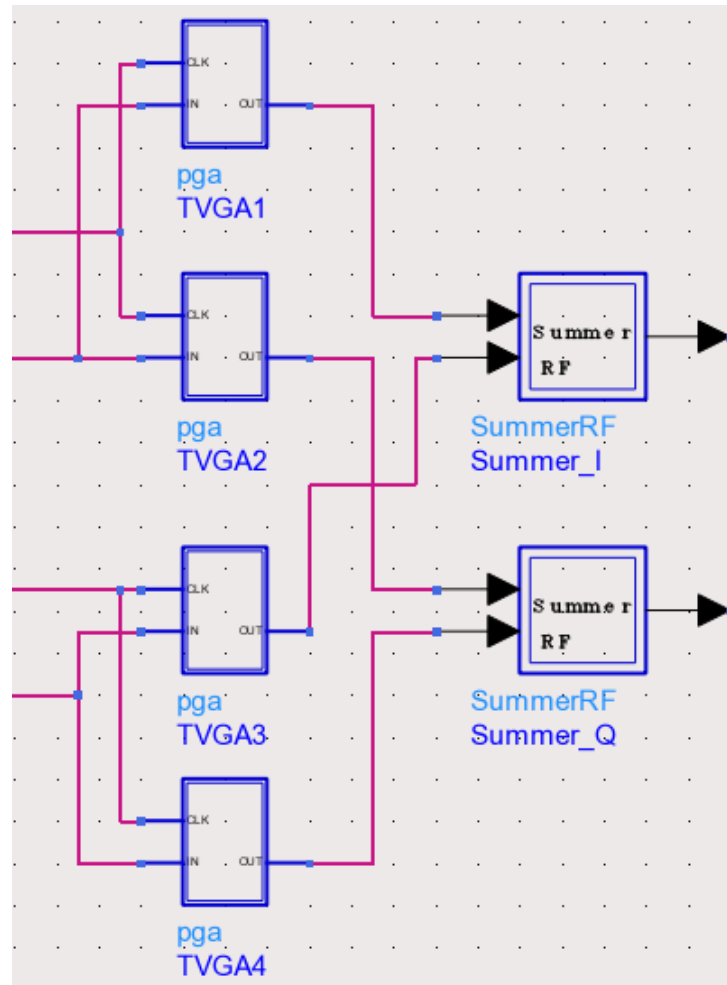 CLK
IN OUT
pga
TVGA1
CLK
IN OUT
pga
TVGA2
Summer
RF
SummerRF
Summer_I
CLK
IN OUT
pga
TVGA3
Summer
RF
SummerRF
Summer_Q
CLK
IN OUT
pga
TVGA4